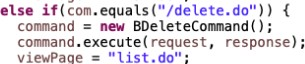 else if(com.equals("/delete.do")) {
command = new BDeleteCommand();
command.execute(request, response);
viewPage = "list.do";